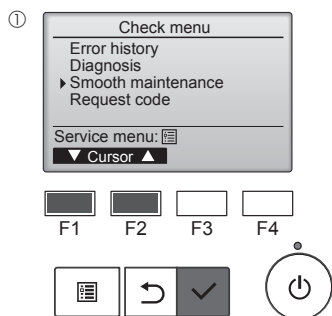 ①
Check menu
Error history
Diagnosis
Smooth maintenance
Request code
Service menu:
▼ Cursor ▲
F1 F2 F3 F4